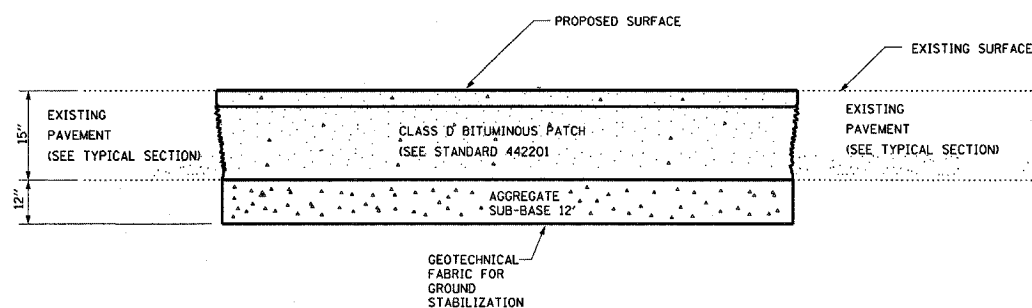 PROPOSED SURFACE
EXISTING SURFACE
EXISTING
PAVEMENT
(SEE TYPICAL SECTION)
15"
CLASS D BITUMINOUS PATCH
(SEE STANDARD 442201
EXISTING
PAVEMENT
(SEE TYPICAL SECTION)
12"
AGGREGATE
SUB-BASE 12'
GEOTECHNICAL
FABRIC FOR
GROUND
STABILIZATION